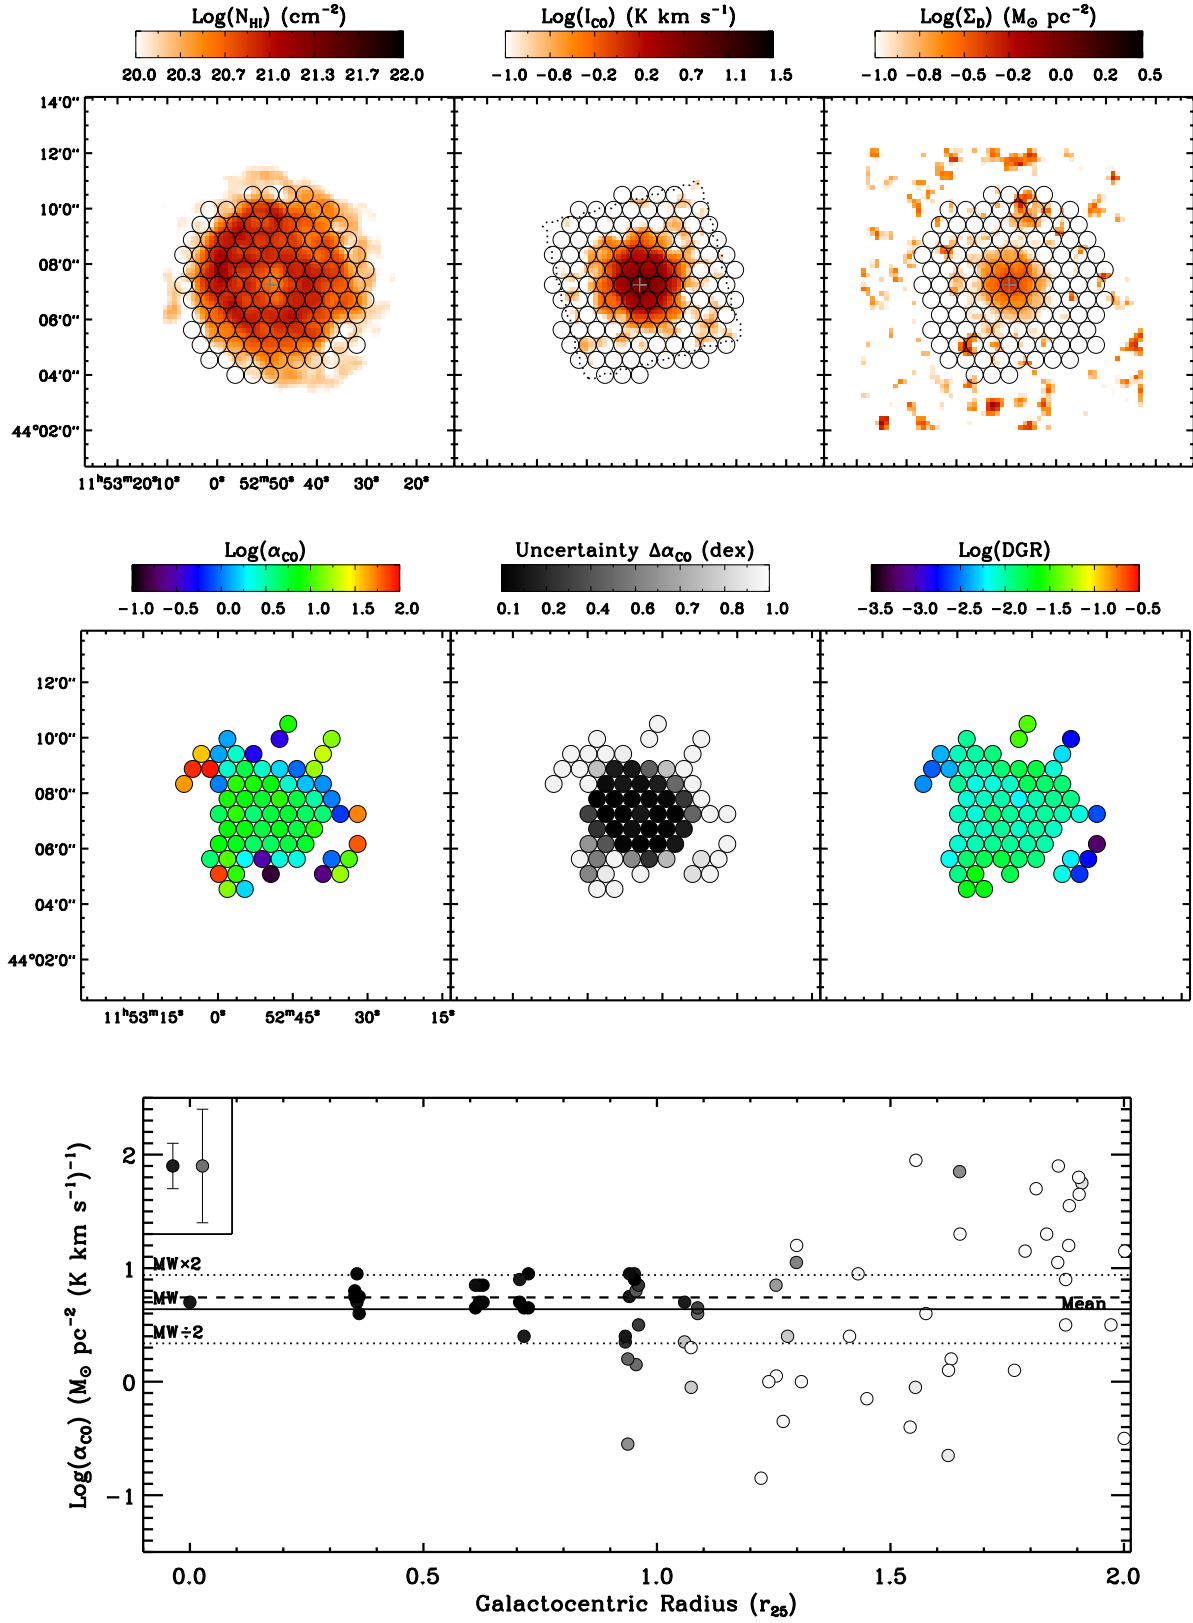 Log(N_HI) (cm⁻²) Log(I_CO) (K km s⁻¹) Log(Σ_D) (M⊙ pc⁻²)
20.0 20.3 20.7 21.0 21.3 21.7 22.0 −1.0 −0.6 −0.2 0.2 0.7 1.1 1.5 −1.0 −0.8 −0.5 −0.2 0.0 0.2 0.5
14'0"
12'0"
10'0"
08'0"
06'0"
04'0"
44°02'0"
11ʰ53ᵐ20ˢ10ˢ 0ˢ 52ᵐ50ˢ 40ˢ 30ˢ 20ˢ
Log(α_CO) Uncertainty Δα_CO (dex) Log(DGR)
−1.0 −0.5 0.0 0.5 1.0 1.5 2.0 0.1 0.2 0.4 0.6 0.7 0.8 1.0 −3.5 −3.0 −2.5 −2.0 −1.5 −1.0 −0.5
12'0"
10'0"
08'0"
06'0"
04'0"
44°02'0"
11ʰ53ᵐ15ˢ 0ˢ 52ᵐ45ˢ 30ˢ 15ˢ
Log(α_CO) (M⊙ pc⁻² (K km s⁻¹)⁻¹)
2
1
0
−1
MW×2
MW
Mean
MW÷2
0.0 0.5 1.0 1.5 2.0
Galactocentric Radius (r₂₅)